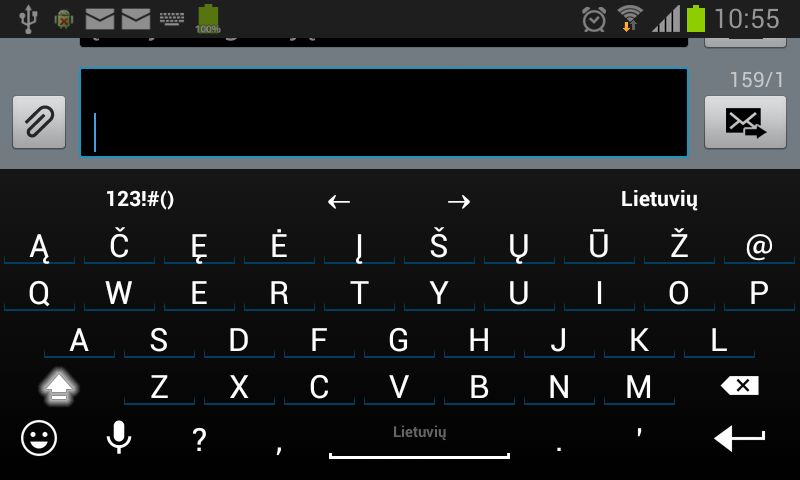 100%
10:55
159/1
123!#() ← → Lietuvių
Ą Č Ę Ė Į Š Ų Ū Ž @
Q W E R T Y U I O P
A S D F G H J K L
Z X C V B N M
? , Lietuvių . '